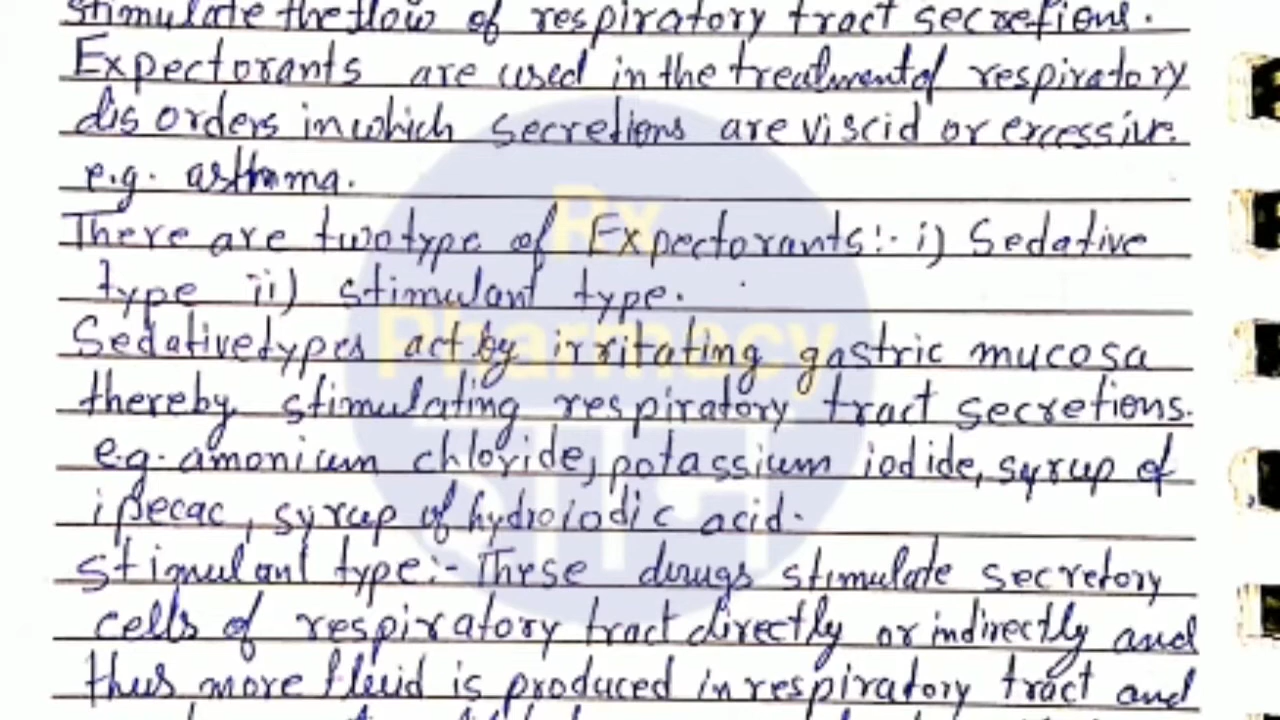 stimulate the flow of respiratory tract secretions.
Expectorants are used in the treatment of respiratory
disorders in which secretions are viscid or excessive.
e.g. asthma.
There are two type of Expectorants:- i) Sedative
type ii) stimulant type.
Sedative types act by irritating gastric mucosa
thereby stimulating respiratory tract secretions.
e.g. amonium chloride, potassium iodide, syrup of
ipecac, syrup of hydroiodic acid.
stimulant type:- These drugs stimulate secretory
cells of respiratory tract directly or indirectly and
thus more fluid is produced in respiratory tract and
Rx
Pharmacy